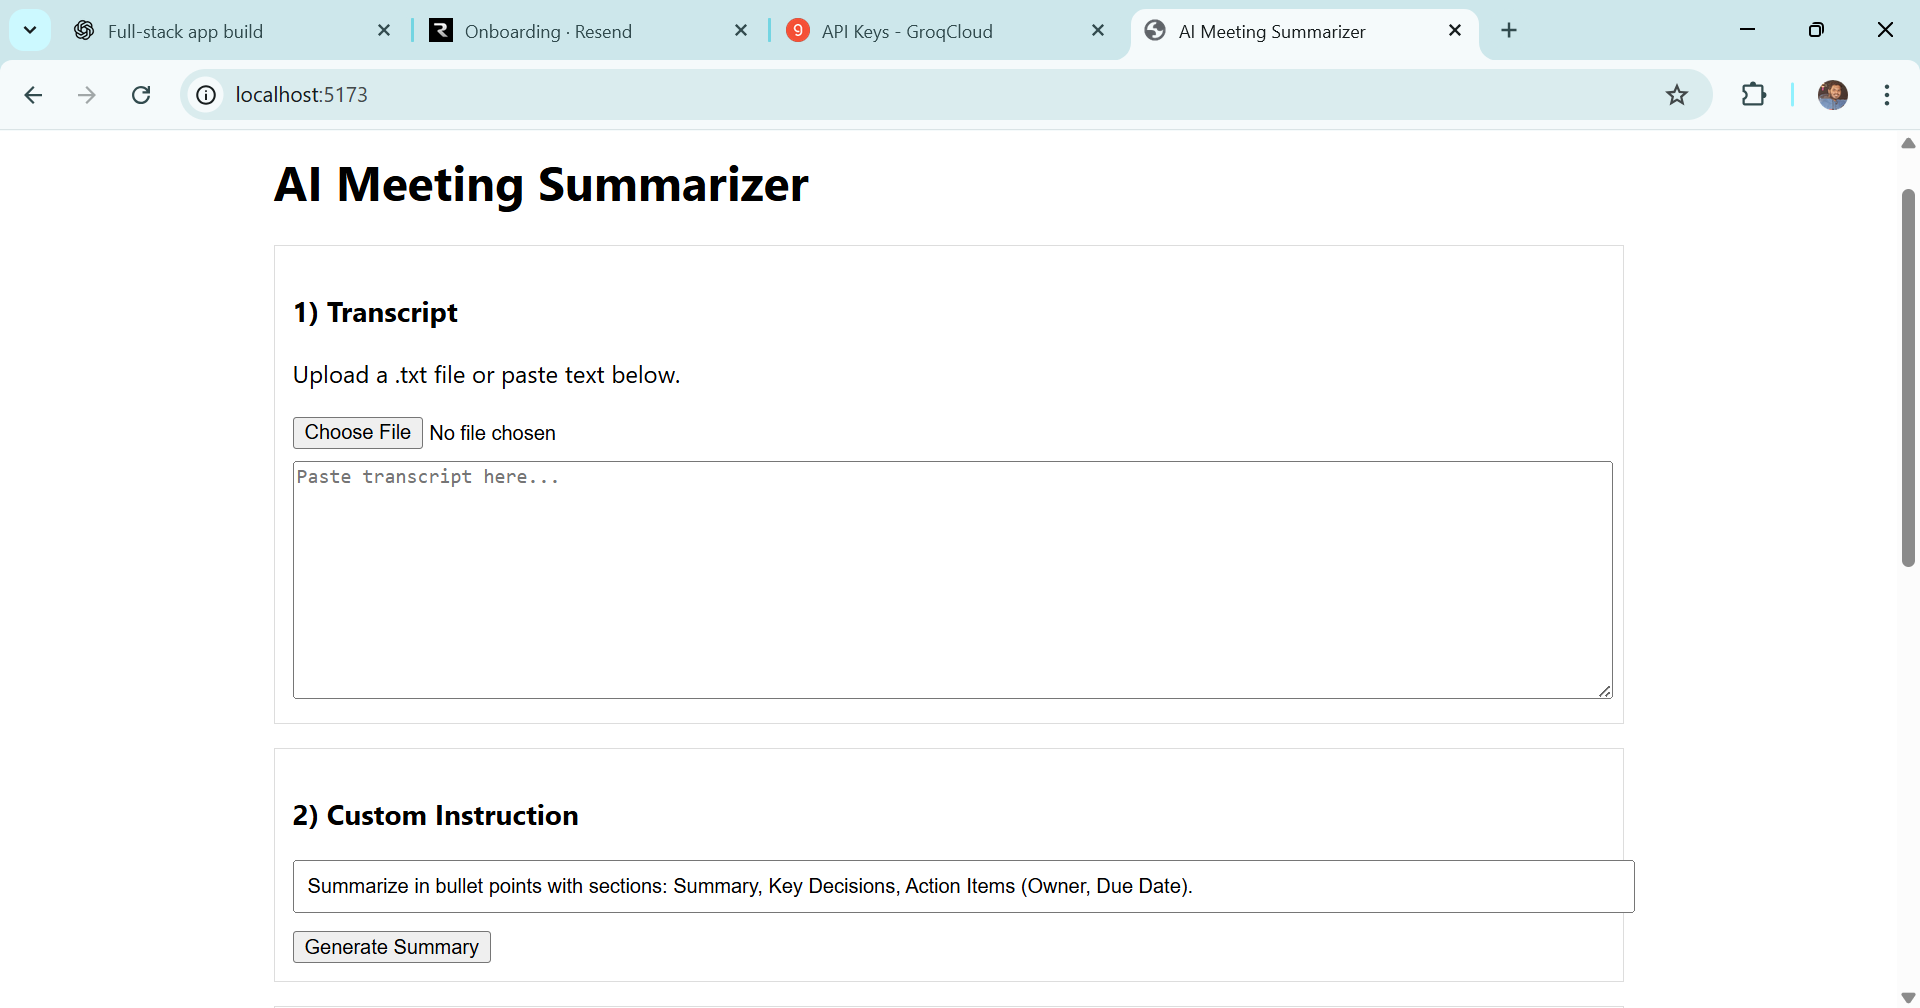 Full-stack app build
Onboarding · Resend
9 API Keys - GroqCloud
AI Meeting Summarizer
localhost:5173
AI Meeting Summarizer
1) Transcript
Upload a .txt file or paste text below.
Choose File No file chosen
Paste transcript here...
2) Custom Instruction
Summarize in bullet points with sections: Summary, Key Decisions, Action Items (Owner, Due Date).
Generate Summary